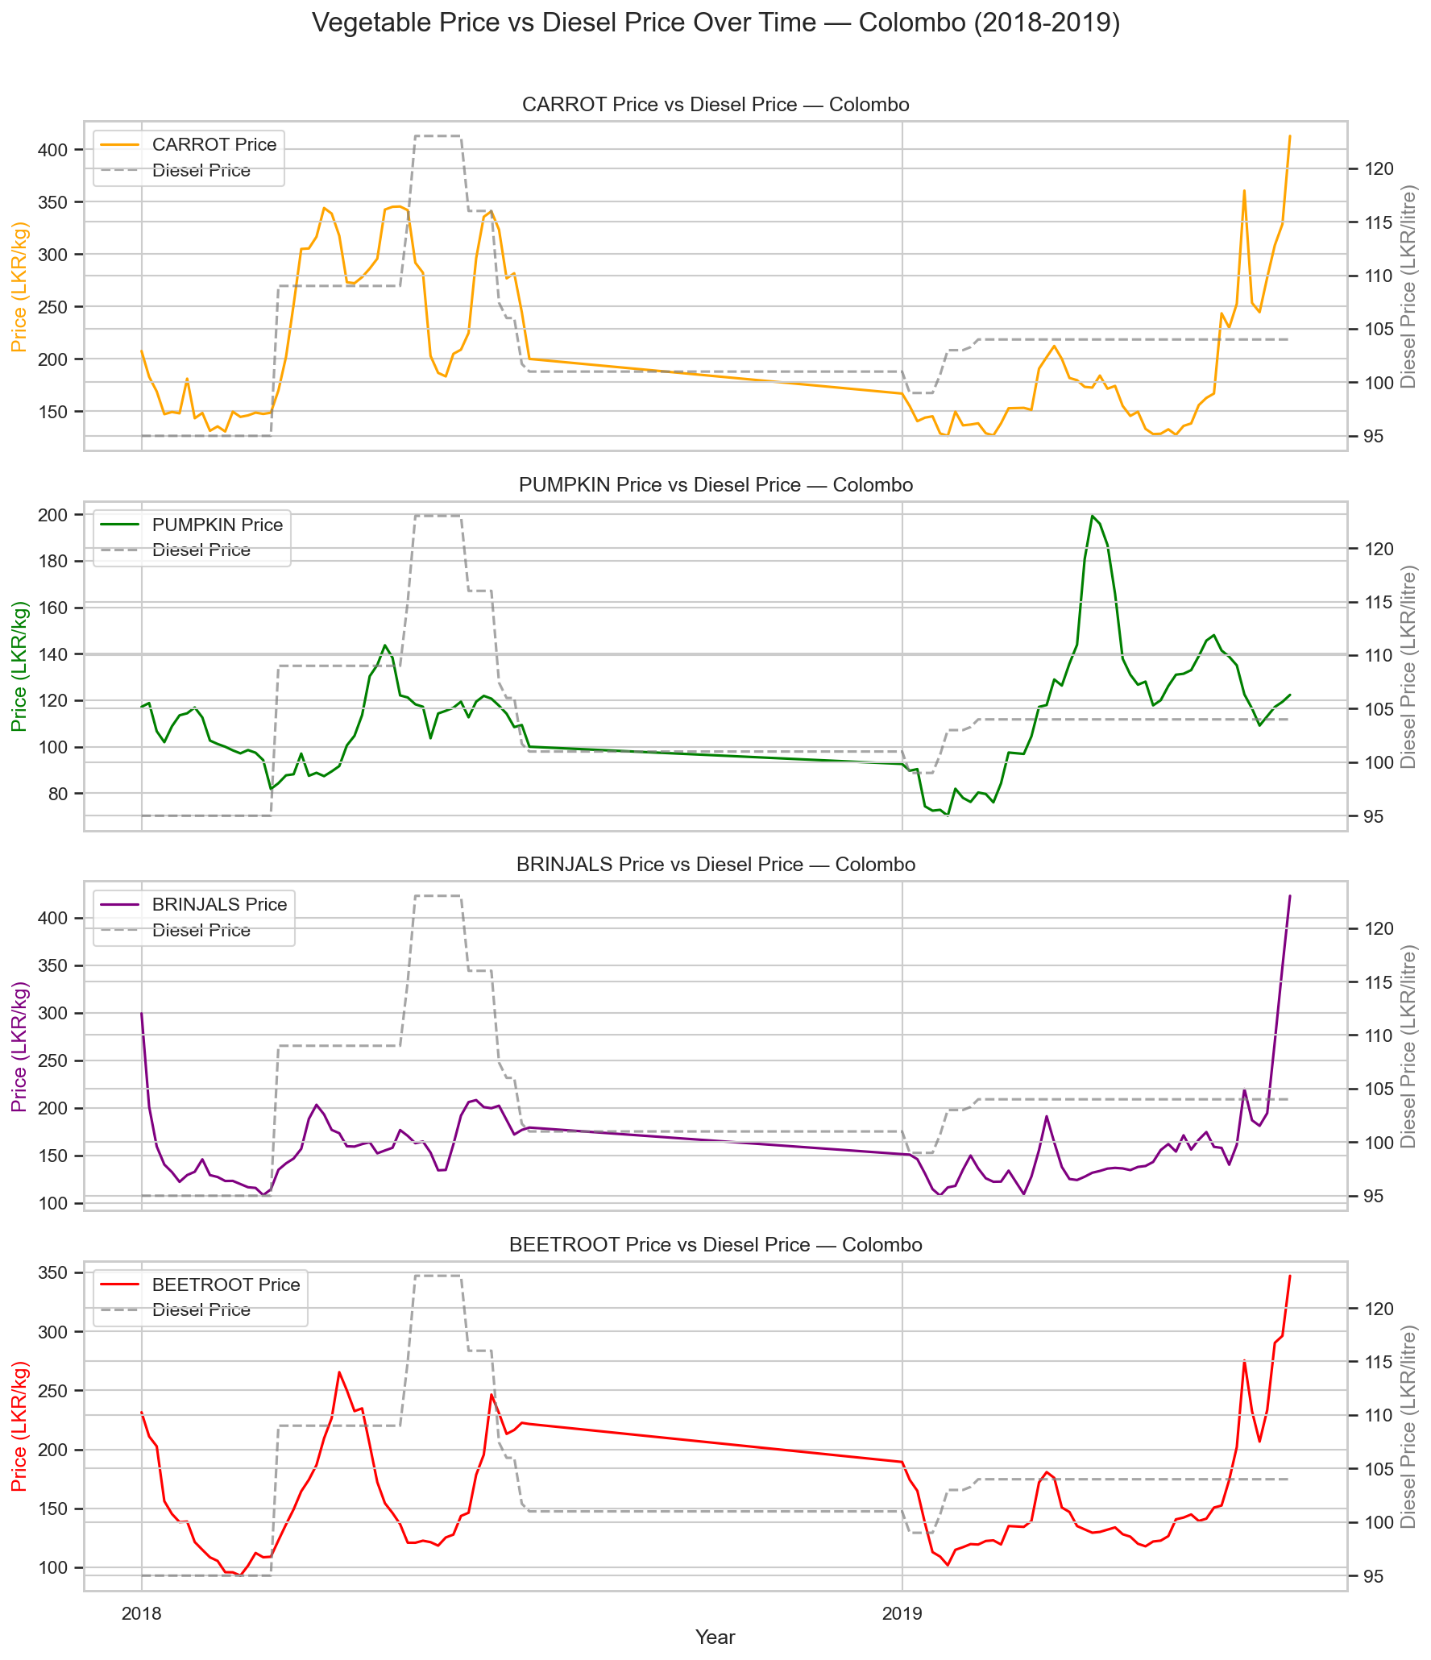 Vegetable Price vs Diesel Price Over Time — Colombo (2018-2019)
CARROT Price vs Diesel Price — Colombo
CARROT Price
Diesel Price
Price (LKR/kg)
400
350
300
250
200
150
120
115
110
105
100
95
Diesel Price (LKR/litre)
PUMPKIN Price vs Diesel Price — Colombo
PUMPKIN Price
Diesel Price
Price (LKR/kg)
200
180
160
140
120
100
80
120
115
110
105
100
95
Diesel Price (LKR/litre)
BRINJALS Price vs Diesel Price — Colombo
BRINJALS Price
Diesel Price
Price (LKR/kg)
400
350
300
250
200
150
100
120
115
110
105
100
95
Diesel Price (LKR/litre)
BEETROOT Price vs Diesel Price — Colombo
BEETROOT Price
Diesel Price
Price (LKR/kg)
350
300
250
200
150
100
120
115
110
105
100
95
Diesel Price (LKR/litre)
2018
2019
Year